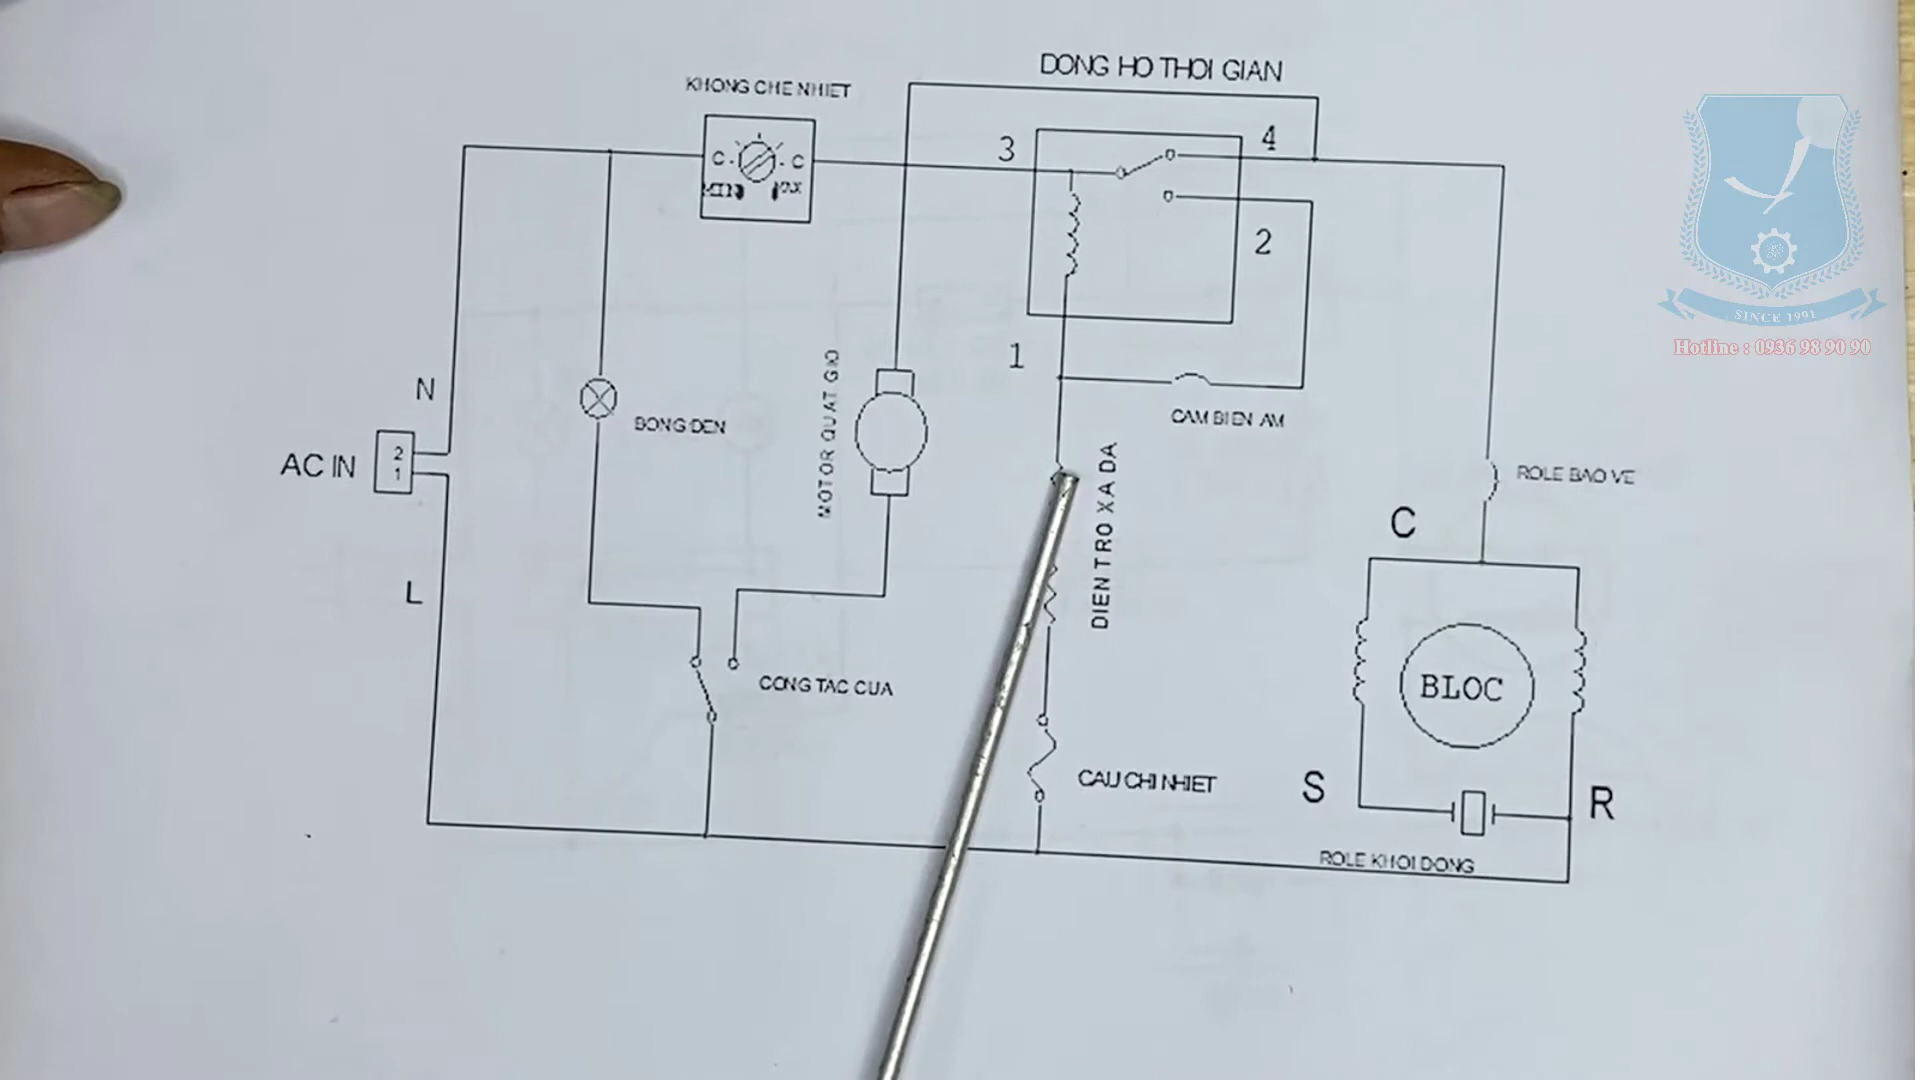 DONG HO THOI GIAN
KHONG CHE NHIET
C
C
3
4
2
1
SINCE 1991
Hotline : 0936 98 90 90
N
BONG DEN
MOTOR QUAT GIO
CAM BIEN AM
AC IN
2
1
DIEN TRO XA DA
ROLE BAO VE
C
L
CONG TAC CUA
BLOC
CAU CHI NHIET
S
R
ROLE KHOI DONG